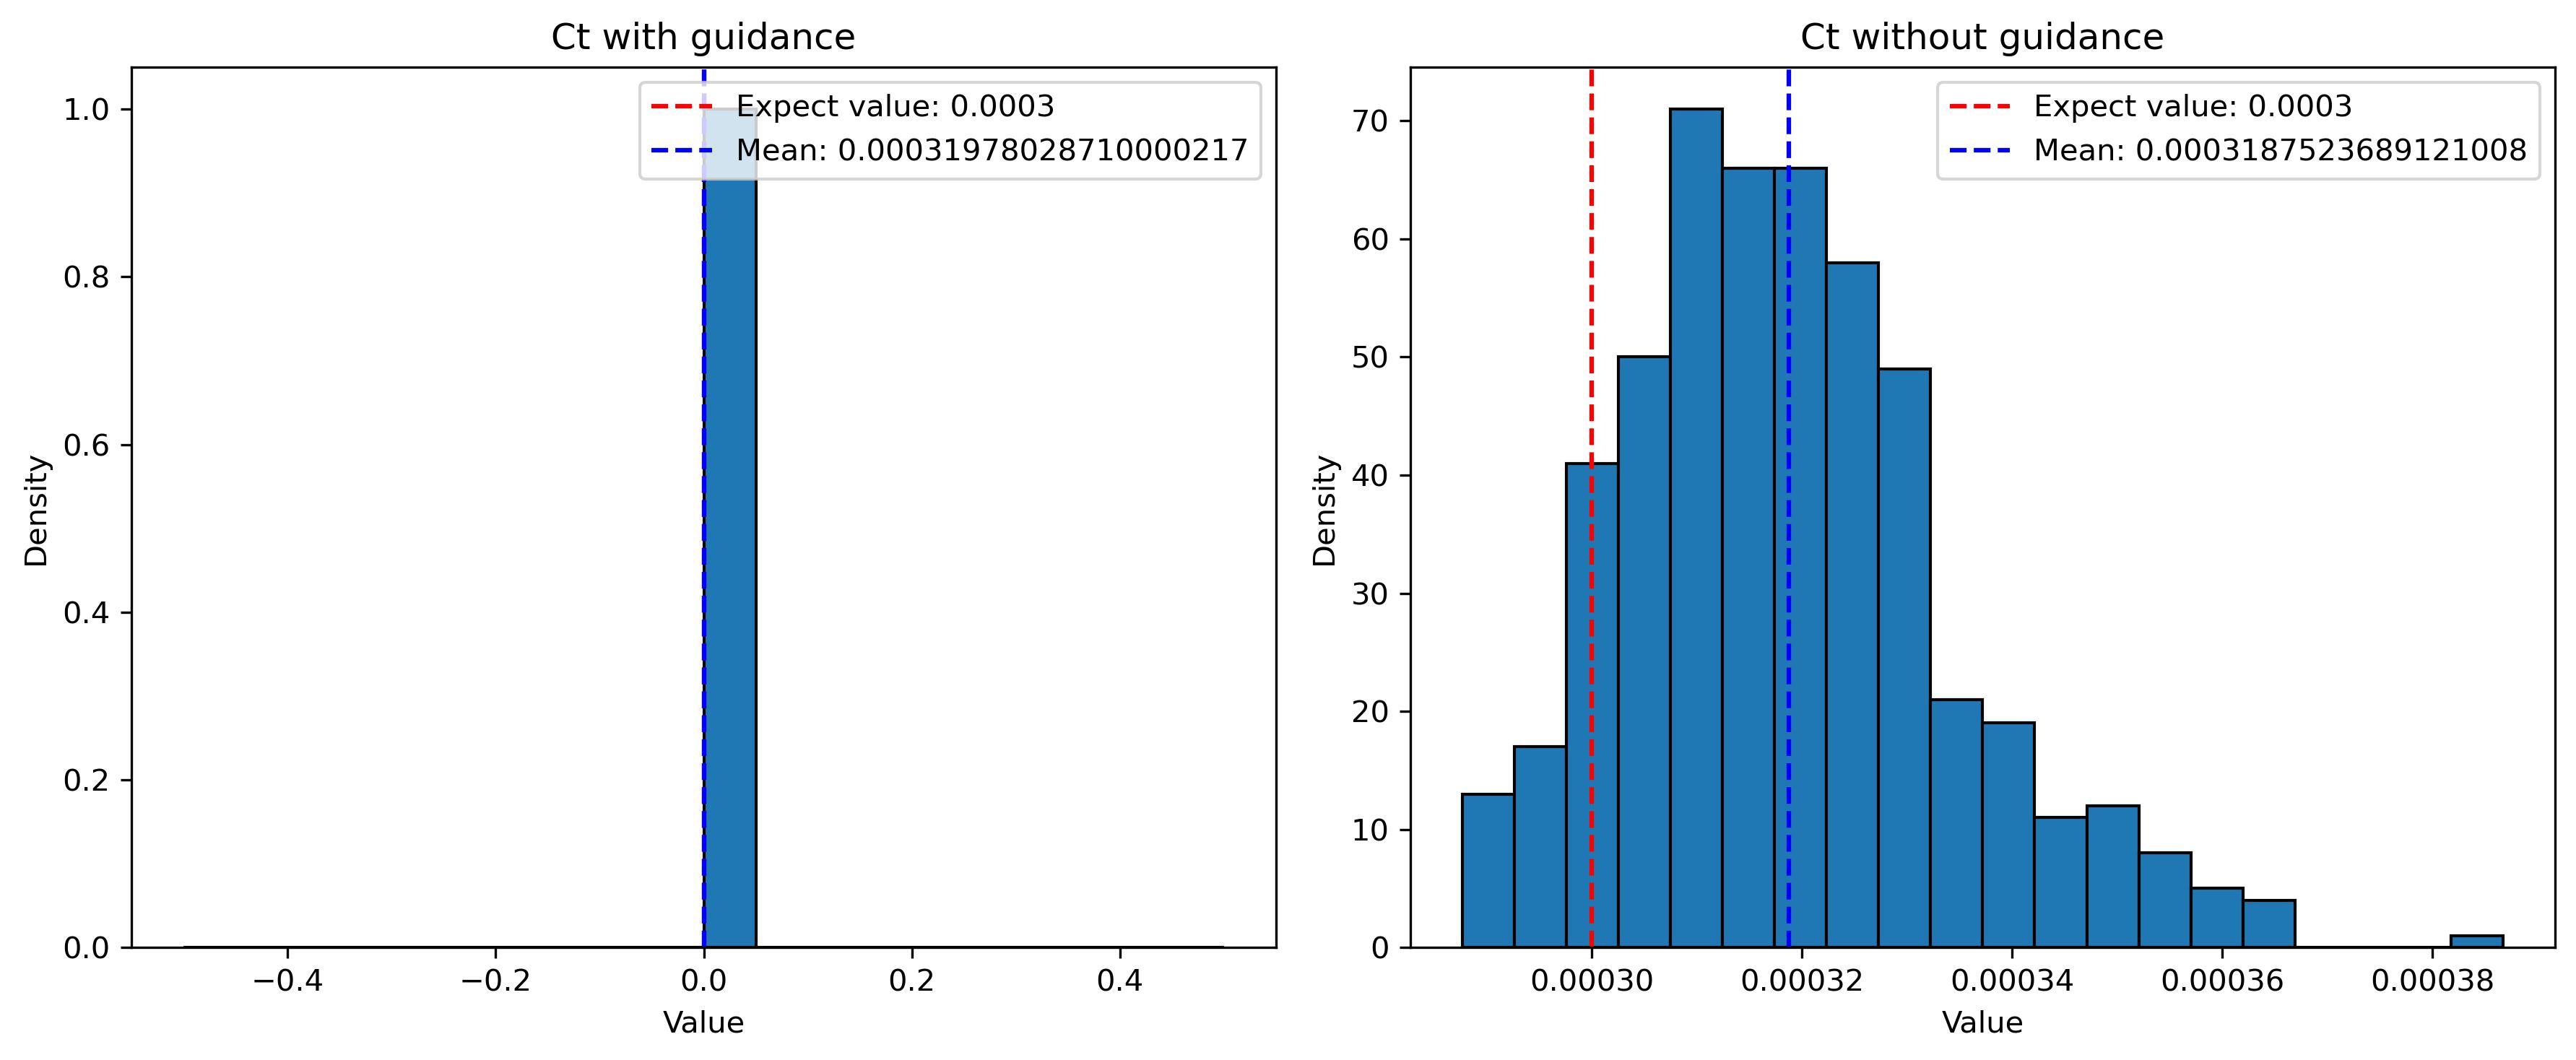 Ct with guidance
Expect value: 0.0003
Mean: 0.00031978028710000217
1.0
0.8
0.6
0.4
0.2
0.0
Density
−0.4
−0.2
0.0
0.2
0.4
Value
Ct without guidance
Expect value: 0.0003
Mean: 0.0003187523689121008
70
60
50
40
30
20
10
0
Density
0.00030
0.00032
0.00034
0.00036
0.00038
Value